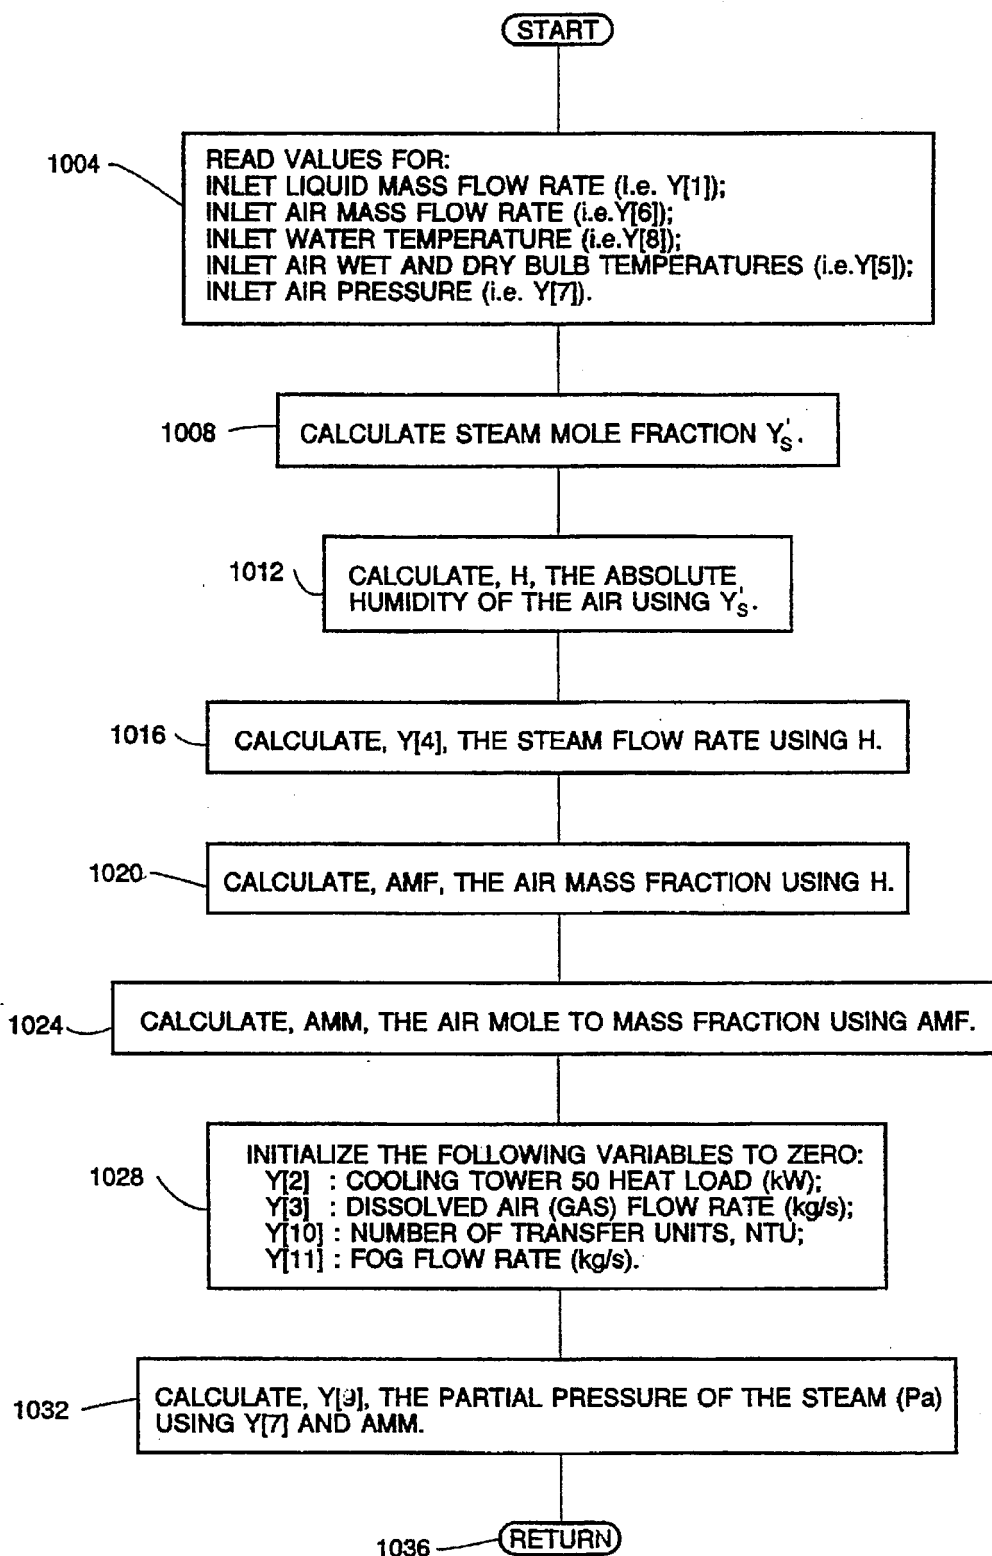 START
1004
READ VALUES FOR:
INLET LIQUID MASS FLOW RATE (i.e. Y[1]);
INLET AIR MASS FLOW RATE (i.e.Y[6]);
INLET WATER TEMPERATURE (i.e.Y[8]);
INLET AIR WET AND DRY BULB TEMPERATURES (i.e.Y[5]);
INLET AIR PRESSURE (i.e. Y[7]).
1008
CALCULATE STEAM MOLE FRACTION Y'S.
1012
CALCULATE, H, THE ABSOLUTE
HUMIDITY OF THE AIR USING Y'S.
1016
CALCULATE, Y[4], THE STEAM FLOW RATE USING H.
1020
CALCULATE, AMF, THE AIR MASS FRACTION USING H.
1024
CALCULATE, AMM, THE AIR MOLE TO MASS FRACTION USING AMF.
1028
INITIALIZE THE FOLLOWING VARIABLES TO ZERO:
Y[2] : COOLING TOWER 50 HEAT LOAD (kW);
Y[3] : DISSOLVED AIR (GAS) FLOW RATE (kg/s);
Y[10] : NUMBER OF TRANSFER UNITS, NTU;
Y[11] : FOG FLOW RATE (kg/s).
1032
CALCULATE, Y[9], THE PARTIAL PRESSURE OF THE STEAM (Pa)
USING Y[7] AND AMM.
1036
RETURN